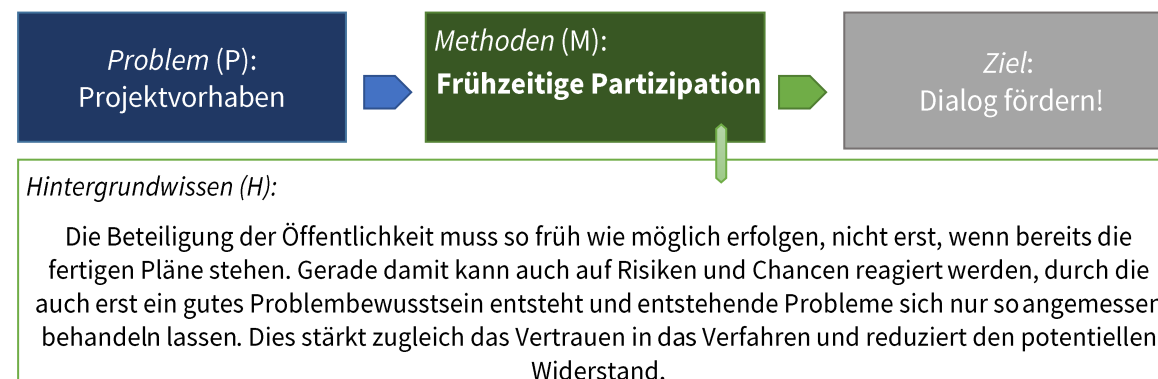 Problem (P):
Projektvorhaben
Methoden (M):
Frühzeitige Partizipation
Ziel:
Dialog fördern!
Hintergrundwissen (H):
Die Beteiligung der Öffentlichkeit muss so früh wie möglich erfolgen, nicht erst, wenn bereits die
fertigen Pläne stehen. Gerade damit kann auch auf Risiken und Chancen reagiert werden, durch die
auch erst ein gutes Problembewusstsein entsteht und entstehende Probleme sich nur so angemessen
behandeln lassen. Dies stärkt zugleich das Vertrauen in das Verfahren und reduziert den potentiellen
Widerstand.